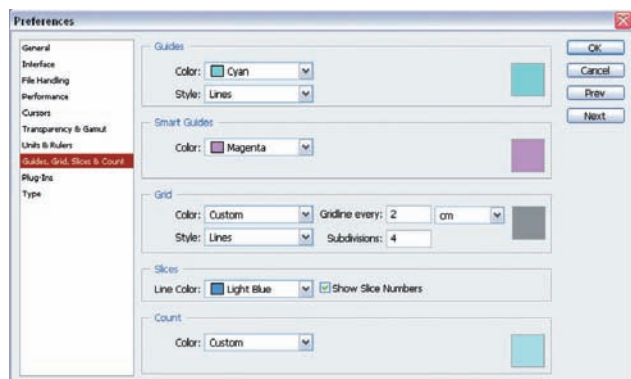 Preferences
General
Interface
File Handling
Performance
Cursors
Transparency & Gamut
Units & Rulers
Guides, Grid, Slices & Count
Plug-Ins
Type
Guides
Color: Cyan
Style: Lines
Smart Guides
Color: Magenta
Grid
Color: Custom Gridline every: 2 cm
Style: Lines Subdivisions: 4
Slices
Line Color: Light Blue Show Slice Numbers
Count
Color: Custom
OK
Cancel
Prev
Next